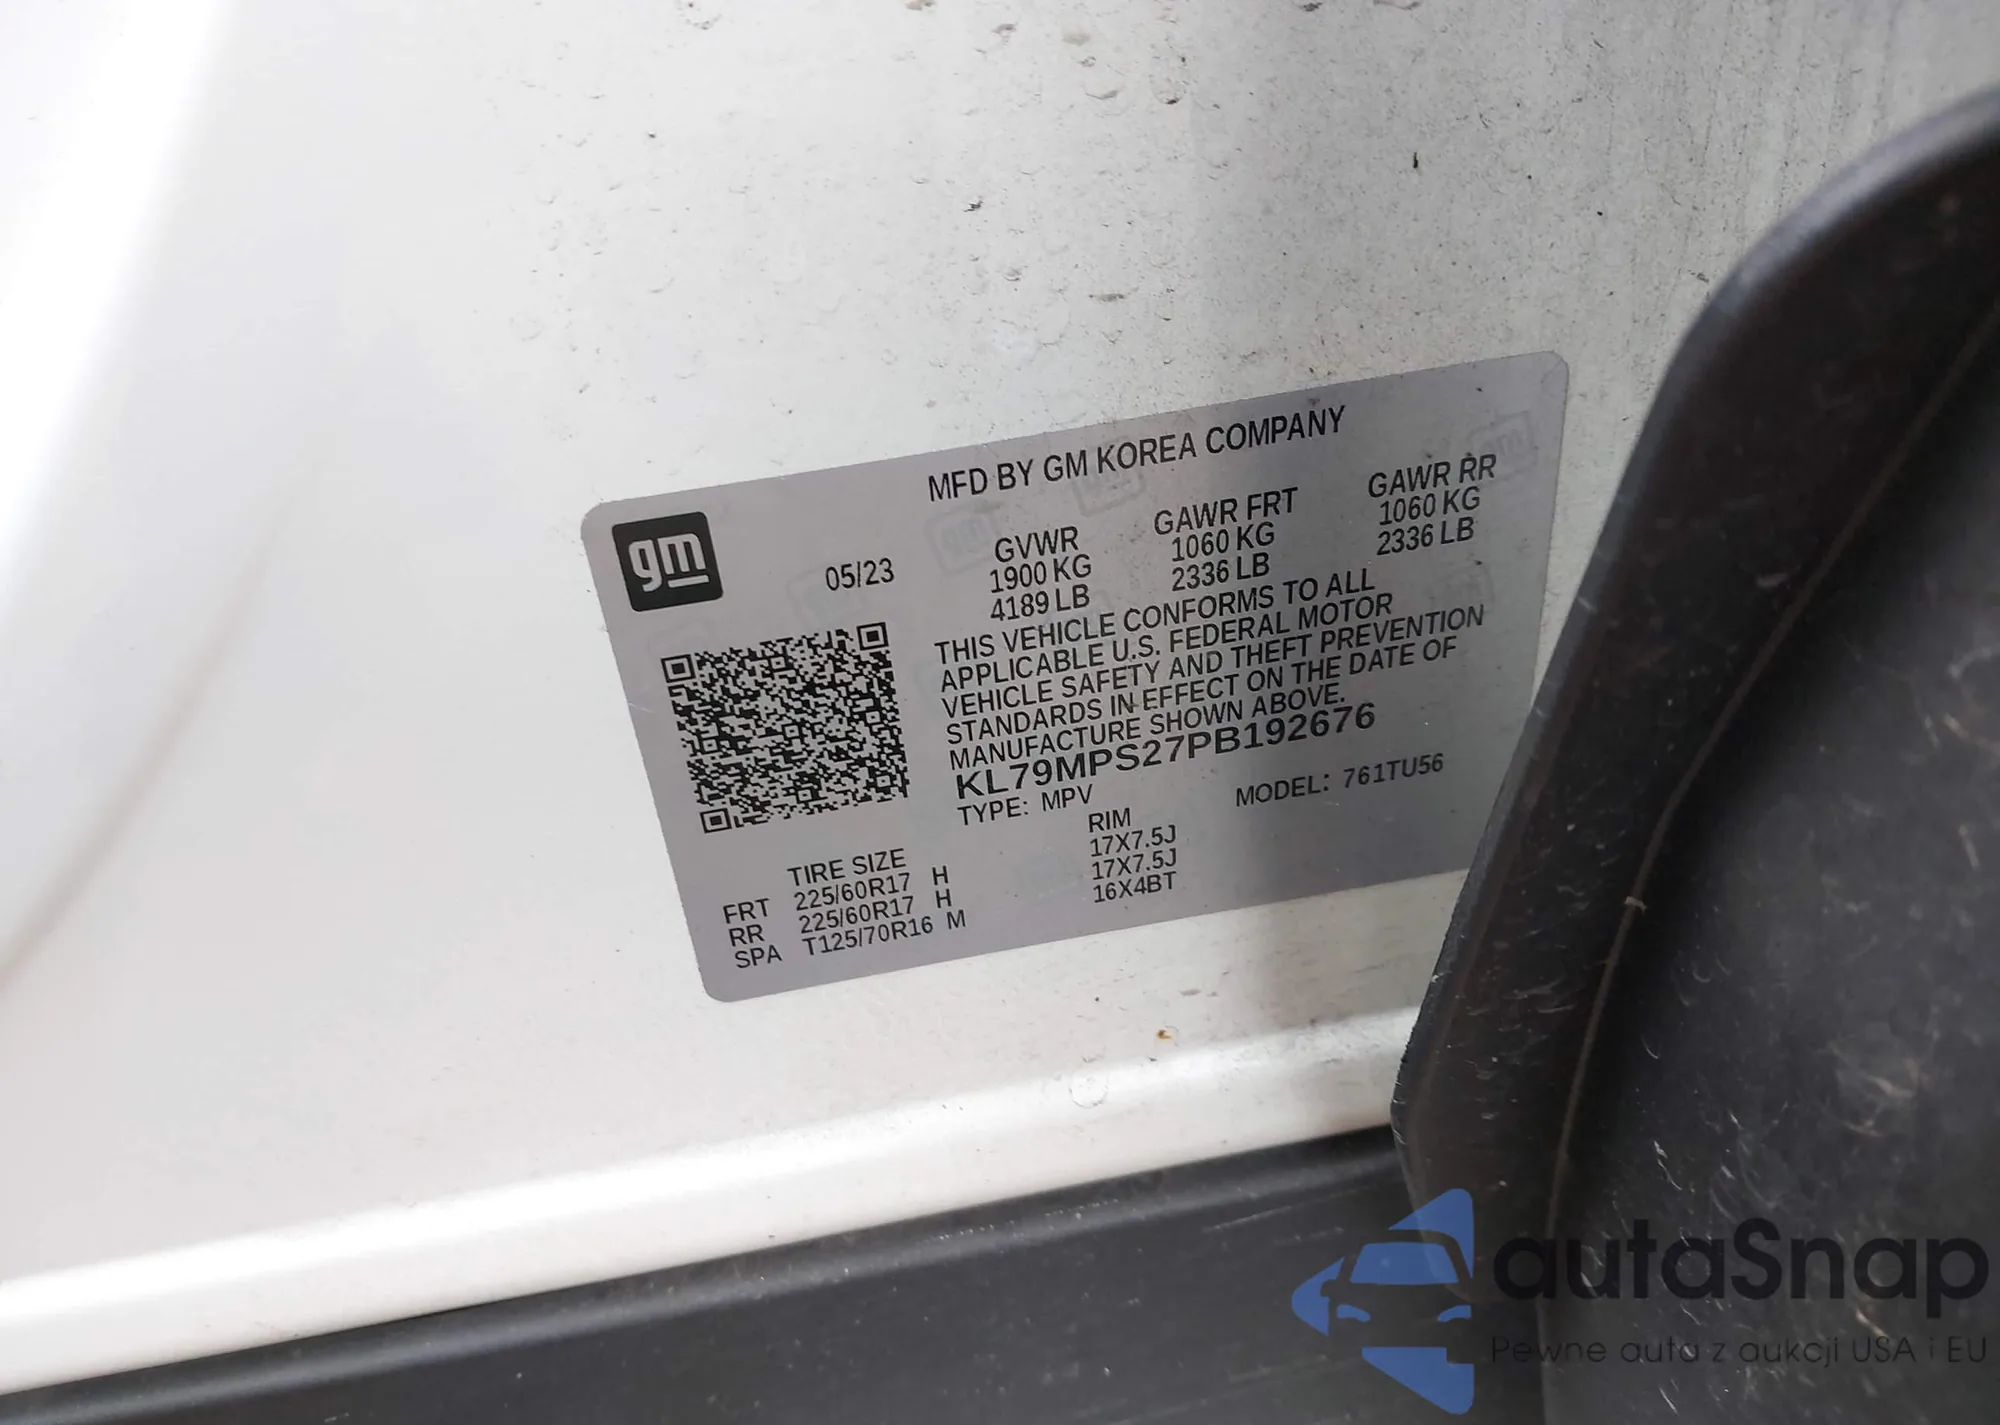 MFD BY GM KOREA COMPANY
gm
05/23
GVWR GAWR FRT GAWR RR
1900 KG 1060 KG 1060 KG
4189 LB 2336 LB 2336 LB
THIS VEHICLE CONFORMS TO ALL
APPLICABLE U.S. FEDERAL MOTOR
VEHICLE SAFETY AND THEFT PREVENTION
STANDARDS IN EFFECT ON THE DATE OF
MANUFACTURE SHOWN ABOVE.
KL79MPS27PB192676
TYPE: MPV MODEL: 761TU56
TIRE SIZE RIM
FRT 225/60R17 H 17X7.5J
RR 225/60R17 H 17X7.5J
SPA T125/70R16 M 16X4BT
autaSnap
Pewne auta z aukcji USA i EU